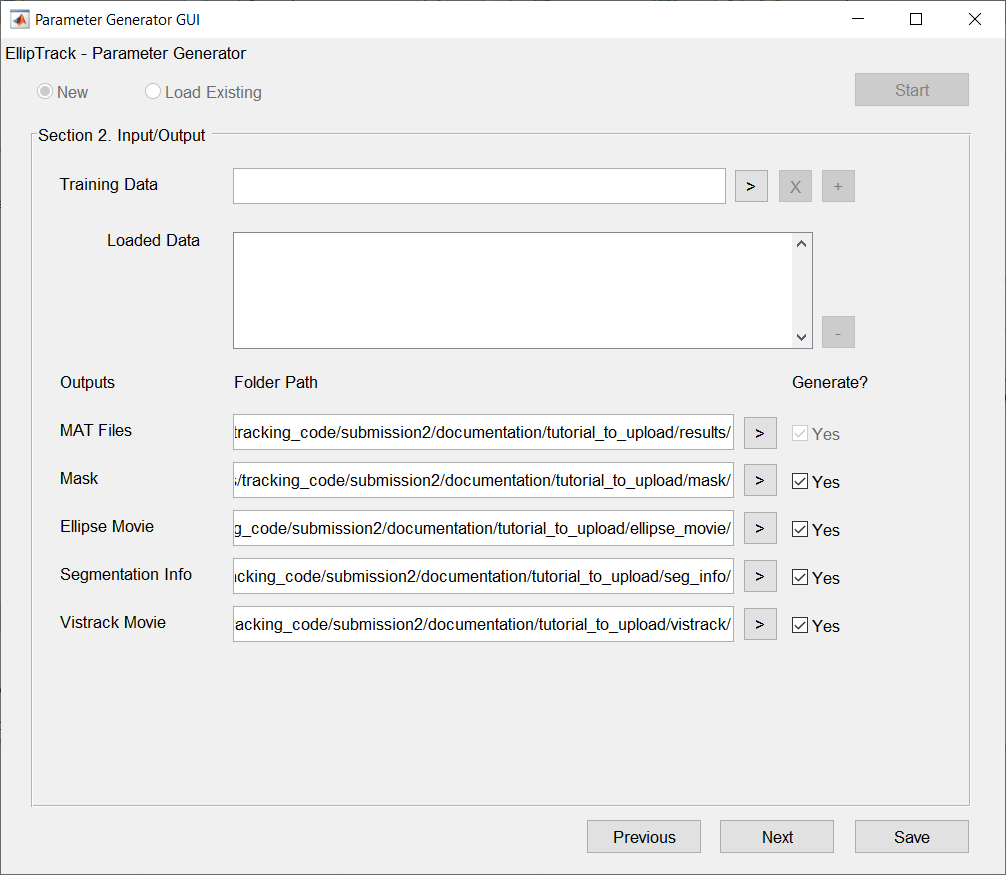 Parameter Generator GUI
EllipTrack - Parameter Generator
New Load Existing Start
Section 2. Input/Output
Training Data > X +
Loaded Data
-
Outputs Folder Path Generate?
MAT Files tracking_code/submission2/documentation/tutorial_to_upload/results/ > Yes
Mask /tracking_code/submission2/documentation/tutorial_to_upload/mask/ > Yes
Ellipse Movie g_code/submission2/documentation/tutorial_to_upload/ellipse_movie/ > Yes
Segmentation Info acking_code/submission2/documentation/tutorial_to_upload/seg_info/ > Yes
Vistrack Movie acking_code/submission2/documentation/tutorial_to_upload/vistrack/ > Yes
Previous Next Save